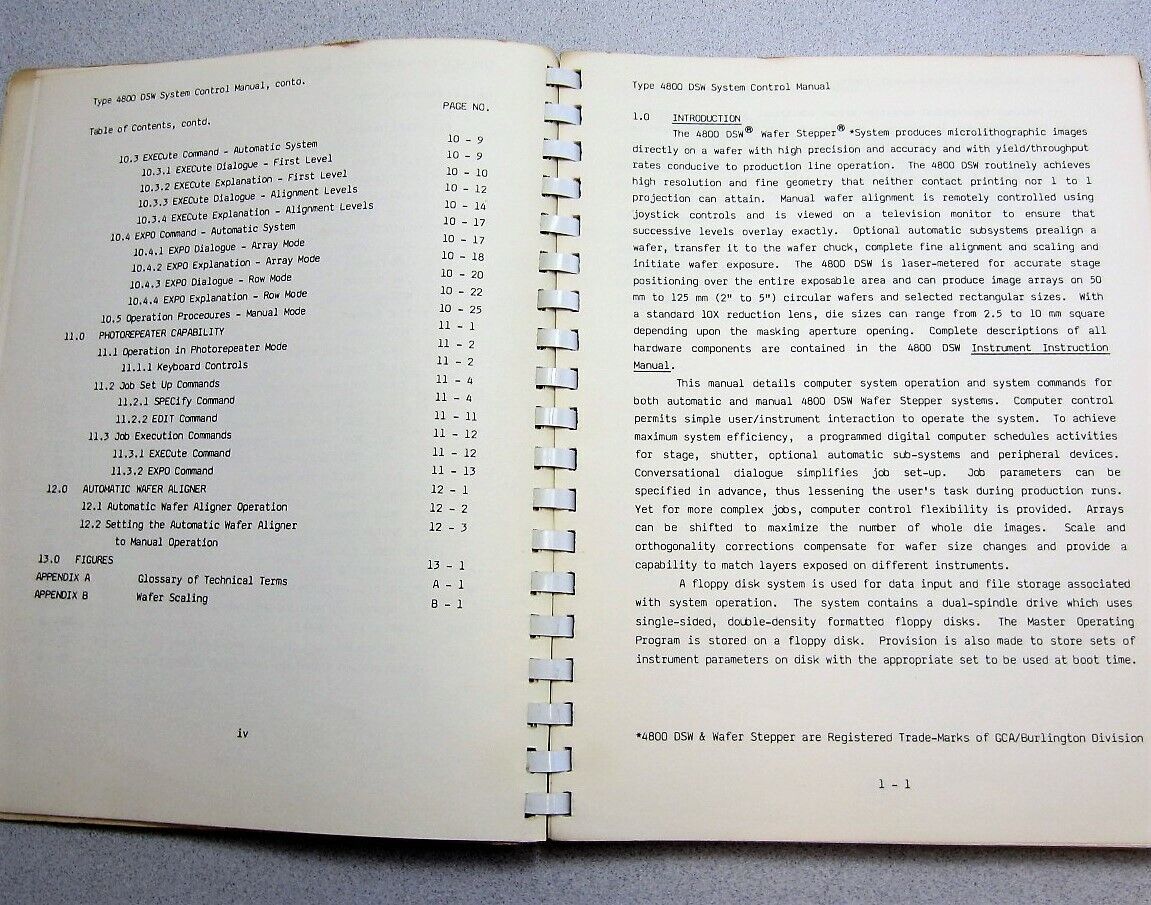 Type 4800 DSW System Control Manual, contd.
Table of Contents, contd.
PAGE NO.
10.3 EXECute Command - Automatic System 10 - 9
10.3.1 EXECute Dialogue - First Level 10 - 9
10.3.2 EXECute Explanation - First Level 10 - 10
10.3.3 EXECute Dialogue - Alignment Levels 10 - 12
10.3.4 EXECute Explanation - Alignment Levels 10 - 14
10.4 EXPO Command - Automatic System 10 - 17
10.4.1 EXPO Dialogue - Array Mode 10 - 17
10.4.2 EXPO Explanation - Array Mode 10 - 18
10.4.3 EXPO Dialogue - Row Mode 10 - 20
10.4.4 EXPO Explanation - Row Mode 10 - 22
10.5 Operation Procedures - Manual Mode 10 - 25
11.0 PHOTOREPEATER CAPABILITY 11 - 1
11.1 Operation in Photorepeater Mode 11 - 2
11.1.1 Keyboard Controls 11 - 2
11.2 Job Set Up Commands 11 - 4
11.2.1 SPECify Command 11 - 4
11.2.2 EDIT Command 11 - 11
11.3 Job Execution Commands 11 - 12
11.3.1 EXECute Command 11 - 12
11.3.2 EXPO Command 11 - 13
12.0 AUTOMATIC WAFER ALIGNER 12 - 1
12.1 Automatic Wafer Aligner Operation 12 - 2
12.2 Setting the Automatic Wafer Aligner 12 - 3
to Manual Operation
13.0 FIGURES 13 - 1
APPENDIX A Glossary of Technical Terms A - 1
APPENDIX B Wafer Scaling B - 1
iv
Type 4800 DSW System Control Manual
1.0 INTRODUCTION
The 4800 DSW® Wafer Stepper® *System produces microlithographic images
directly on a wafer with high precision and accuracy and with yield/throughput
rates conducive to production line operation. The 4800 DSW routinely achieves
high resolution and fine geometry that neither contact printing nor 1 to 1
projection can attain. Manual wafer alignment is remotely controlled using
joystick controls and is viewed on a television monitor to ensure that
successive levels overlay exactly. Optional automatic subsystems prealign a
wafer, transfer it to the wafer chuck, complete fine alignment and scaling and
initiate wafer exposure. The 4800 DSW is laser-metered for accurate stage
positioning over the entire exposable area and can produce image arrays on 50
mm to 125 mm (2" to 5") circular wafers and selected rectangular sizes. With
a standard 10X reduction lens, die sizes can range from 2.5 to 10 mm square
depending upon the masking aperture opening. Complete descriptions of all
hardware components are contained in the 4800 DSW Instrument Instruction
Manual.
This manual details computer system operation and system commands for
both automatic and manual 4800 DSW Wafer Stepper systems. Computer control
permits simple user/instrument interaction to operate the system. To achieve
maximum system efficiency, a programmed digital computer schedules activities
for stage, shutter, optional automatic sub-systems and peripheral devices.
Conversational dialogue simplifies job set-up. Job parameters can be
specified in advance, thus lessening the user's task during production runs.
Yet for more complex jobs, computer control flexibility is provided. Arrays
can be shifted to maximize the number of whole die images. Scale and
orthogonality corrections compensate for wafer size changes and provide a
capability to match layers exposed on different instruments.
A floppy disk system is used for data input and file storage associated
with system operation. The system contains a dual-spindle drive which uses
single-sided, double-density formatted floppy disks. The Master Operating
Program is stored on a floppy disk. Provision is also made to store sets of
instrument parameters on disk with the appropriate set to be used at boot time.
*4800 DSW & Wafer Stepper are Registered Trade-Marks of GCA/Burlington Division
1 - 1